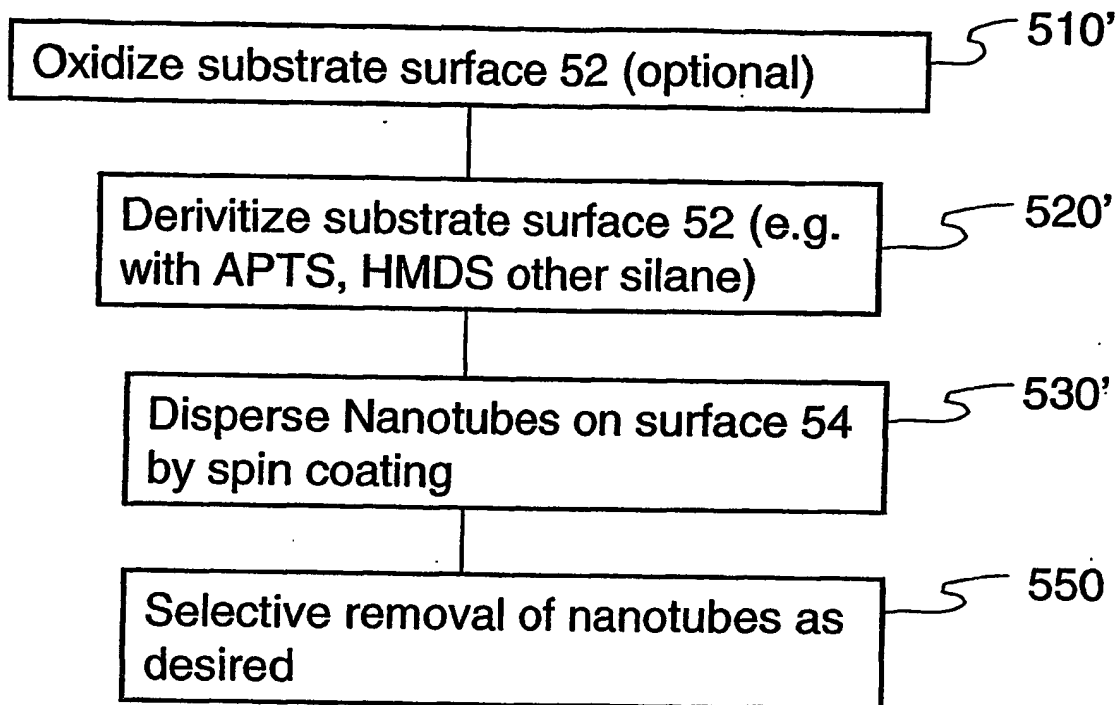 Oxidize substrate surface 52 (optional)
510'
Derivitize substrate surface 52 (e.g.
with APTS, HMDS other silane)
520'
Disperse Nanotubes on surface 54
by spin coating
530'
Selective removal of nanotubes as
desired
550